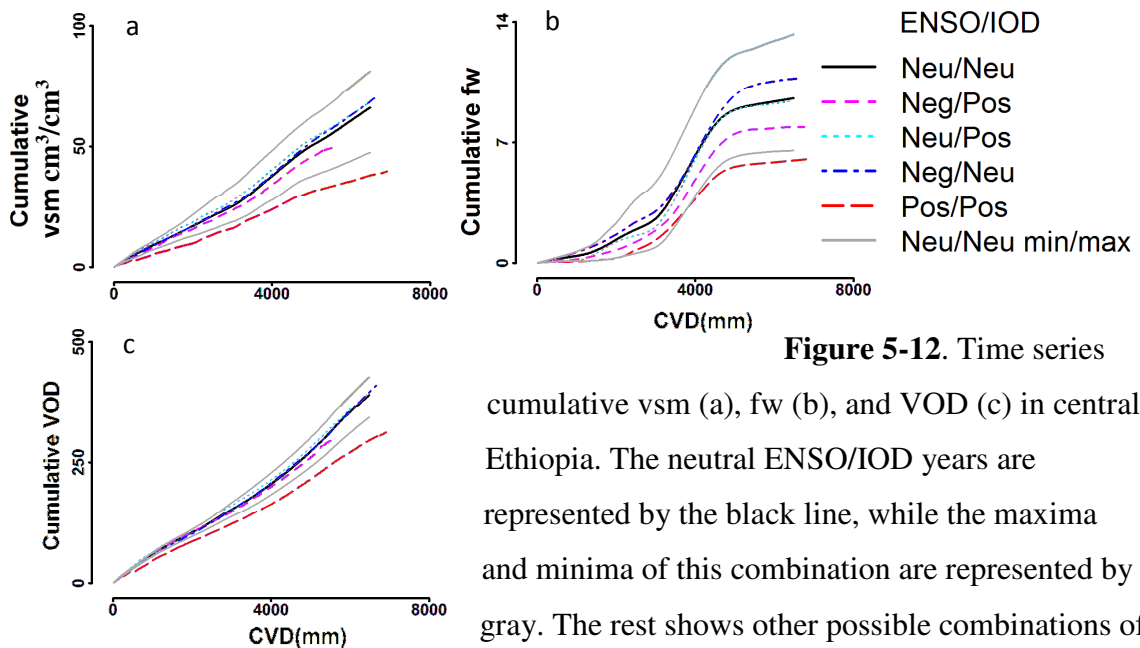 a
100
50
0
Cumulative
vsm cm³/cm³
0
4000
8000
b
14
7
0
Cumulative fw
0
4000
8000
CVD(mm)
ENSO/IOD
Neu/Neu
Neg/Pos
Neu/Pos
Neg/Neu
Pos/Pos
Neu/Neu min/max
c
500
250
0
Cumulative VOD
0
4000
8000
CVD(mm)
Figure 5-12. Time series
cumulative vsm (a), fw (b), and VOD (c) in central
Ethiopia. The neutral ENSO/IOD years are
represented by the black line, while the maxima
and minima of this combination are represented by
gray. The rest shows other possible combinations of